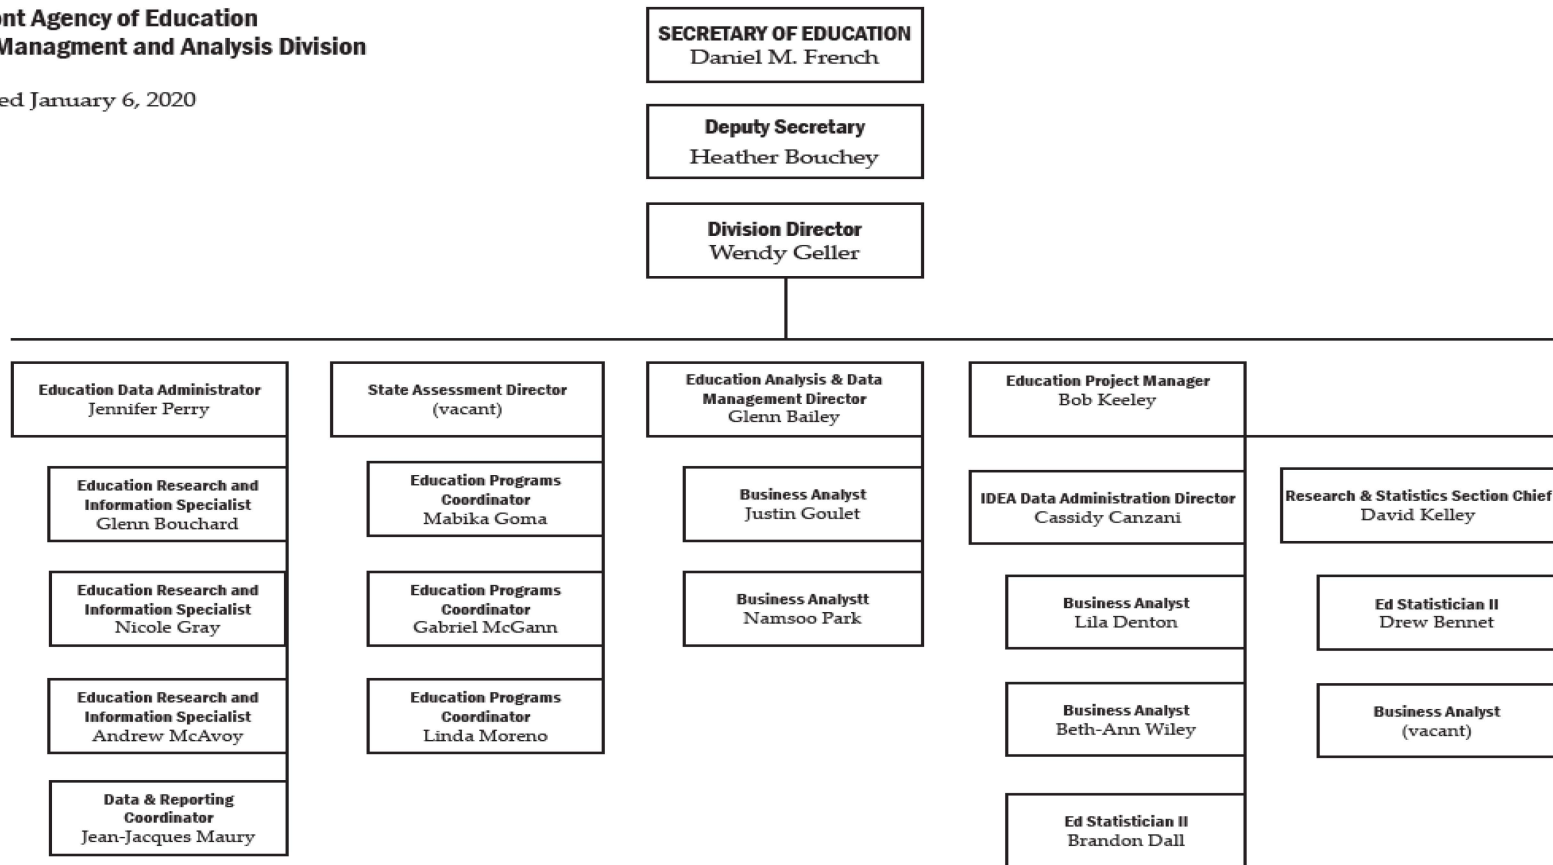 nt Agency of Education
Managment and Analysis Division
ed January 6, 2020
SECRETARY OF EDUCATION
Daniel M. French
Deputy Secretary
Heather Bouchey
Division Director
Wendy Geller
Education Data Administrator
Jennifer Perry
Education Research and
Information Specialist
Glenn Bouchard
Education Research and
Information Specialist
Nicole Gray
Education Research and
Information Specialist
Andrew McAvoy
Data & Reporting
Coordinator
Jean-Jacques Maury
State Assessment Director
(vacant)
Education Programs
Coordinator
Mabika Goma
Education Programs
Coordinator
Gabriel McGann
Education Programs
Coordinator
Linda Moreno
Education Analysis & Data
Management Director
Glenn Bailey
Business Analyst
Justin Goulet
Business Analystt
Namsoo Park
Education Project Manager
Bob Keeley
IDEA Data Administration Director
Cassidy Canzani
Business Analyst
Lila Denton
Business Analyst
Beth-Ann Wiley
Ed Statistician II
Brandon Dall
Research & Statistics Section Chief
David Kelley
Ed Statistician II
Drew Bennet
Business Analyst
(vacant)